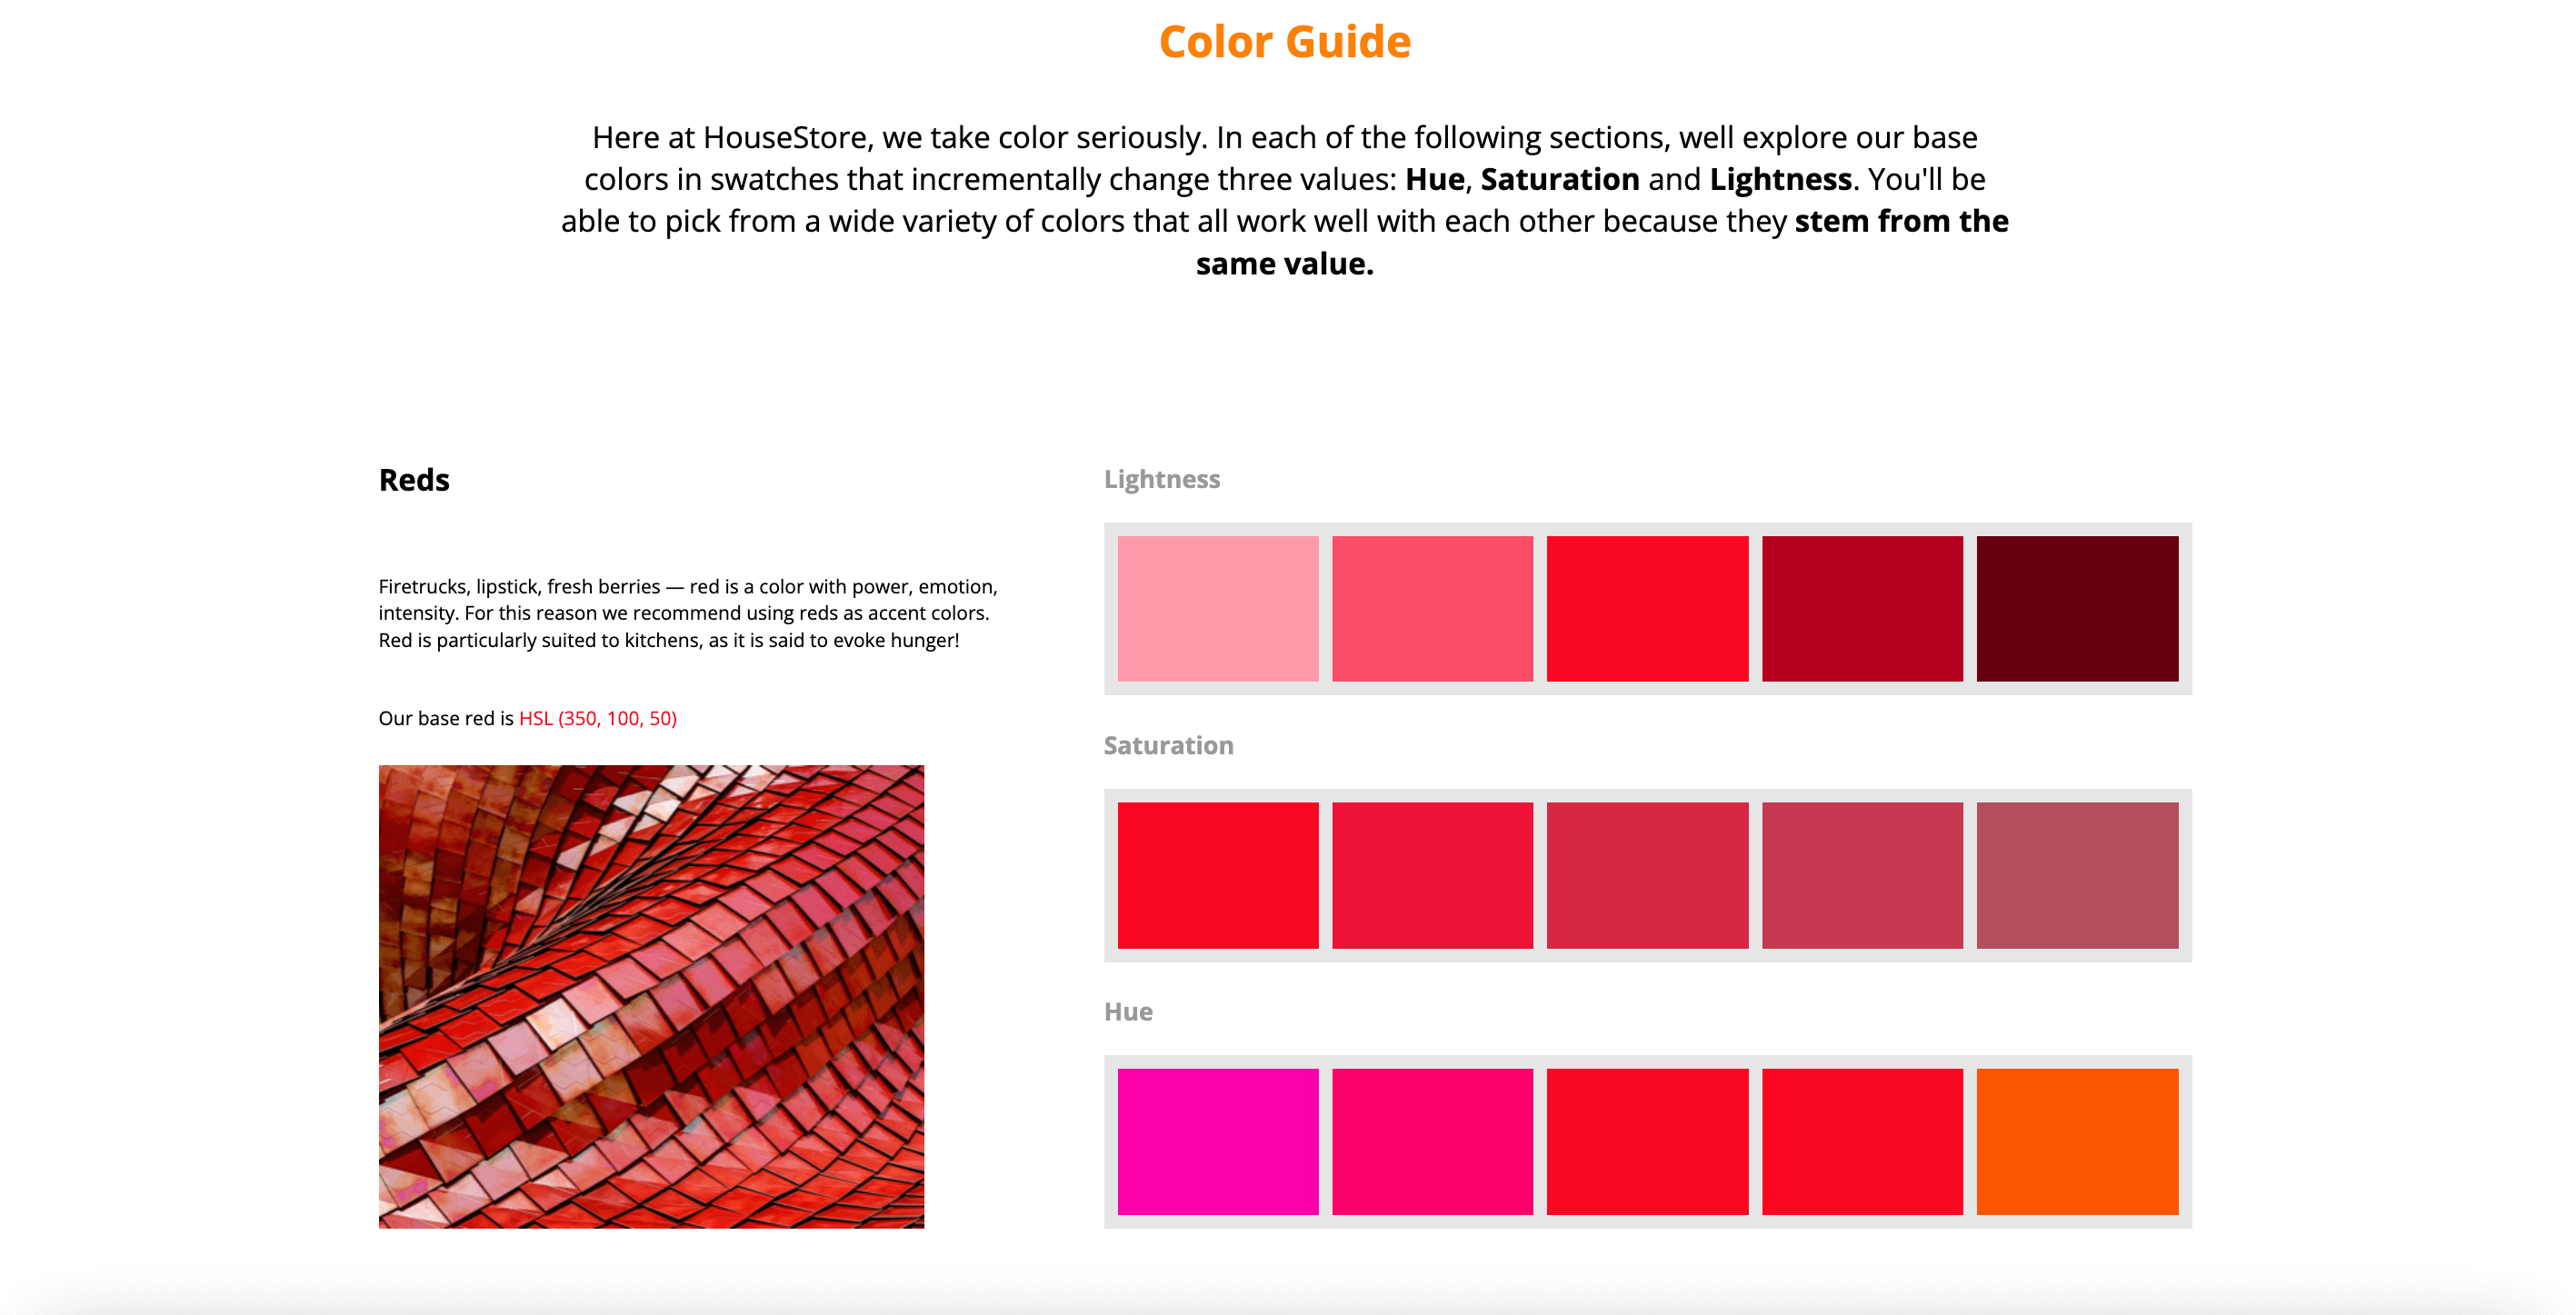 Color Guide
Here at HouseStore, we take color seriously. In each of the following sections, well explore our base
colors in swatches that incrementally change three values: Hue, Saturation and Lightness. You'll be
able to pick from a wide variety of colors that all work well with each other because they stem from the
same value.
Reds
Firetrucks, lipstick, fresh berries — red is a color with power, emotion,
intensity. For this reason we recommend using reds as accent colors.
Red is particularly suited to kitchens, as it is said to evoke hunger!
Our base red is HSL (350, 100, 50)
Lightness
Saturation
Hue